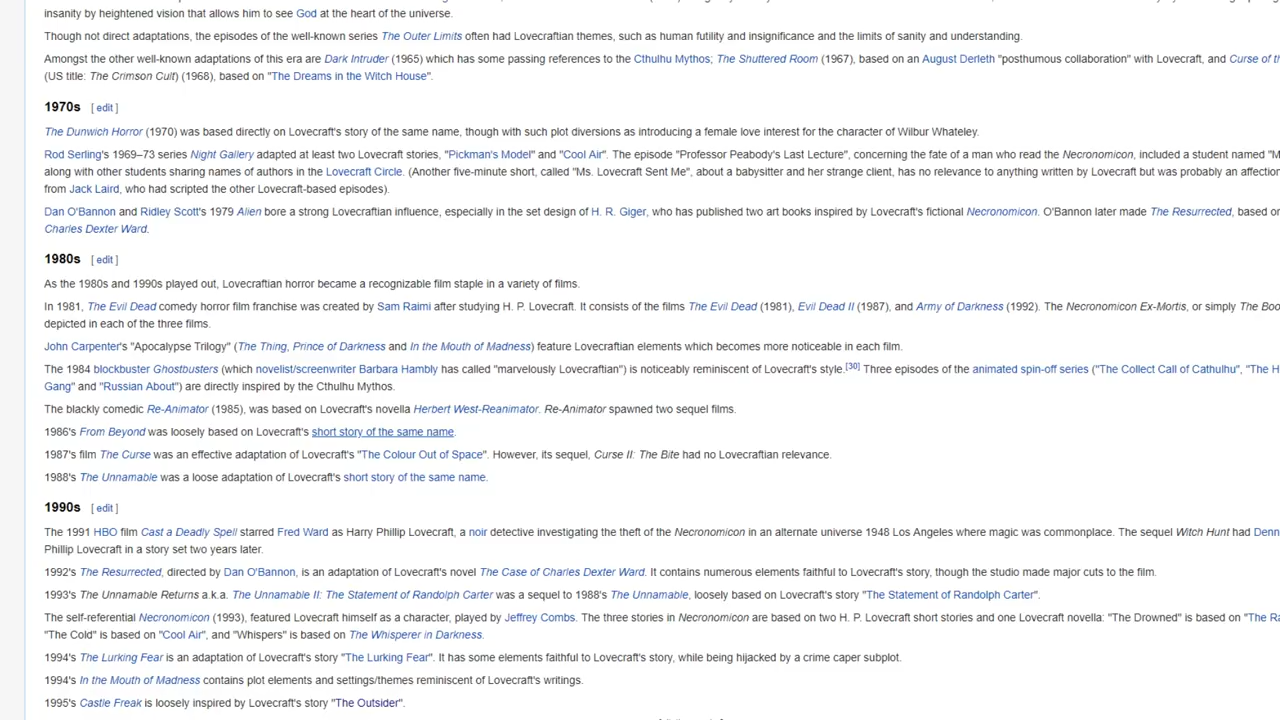 insanity by heightened vision that allows him to see God at the heart of the universe.
Though not direct adaptations, the episodes of the well-known series The Outer Limits often had Lovecraftian themes, such as human futility and insignificance and the limits of sanity and understanding.
Amongst the other well-known adaptations of this era are Dark Intruder (1965) which has some passing references to the Cthulhu Mythos; The Shuttered Room (1967), based on an August Derleth "posthumous collaboration" with Lovecraft, and Curse of
(US title: The Crimson Cult) (1968), based on "The Dreams in the Witch House".
1970s [ edit ]
The Dunwich Horror (1970) was based directly on Lovecraft's story of the same name, though with such plot diversions as introducing a female love interest for the character of Wilbur Whateley.
Rod Serling's 1969–73 series Night Gallery adapted at least two Lovecraft stories, "Pickman's Model" and "Cool Air". The episode "Professor Peabody's Last Lecture", concerning the fate of a man who read the Necronomicon, included a student named
along with other students sharing names of authors in the Lovecraft Circle. (Another five-minute short, called "Ms. Lovecraft Sent Me", about a babysitter and her strange client, has no relevance to anything written by Lovecraft but was probably an
from Jack Laird, who had scripted the other Lovecraft-based episodes).
Dan O'Bannon and Ridley Scott's 1979 Alien bore a strong Lovecraftian influence, especially in the set design of H. R. Giger, who has published two art books inspired by Lovecraft's fictional Necronomicon. O'Bannon later made The Resurrected, based
Charles Dexter Ward.
1980s [ edit ]
As the 1980s and 1990s played out, Lovecraftian horror became a recognizable film staple in a variety of films.
In 1981, The Evil Dead comedy horror film franchise was created by Sam Raimi after studying H. P. Lovecraft. It consists of the films The Evil Dead (1981), Evil Dead II (1987), and Army of Darkness (1992). The Necronomicon Ex-Mortis, or simply The
depicted in each of the three films.
John Carpenter's "Apocalypse Trilogy" (The Thing, Prince of Darkness and In the Mouth of Madness) feature Lovecraftian elements which becomes more noticeable in each film.
The 1984 blockbuster Ghostbusters (which novelist/screenwriter Barbara Hambly has called "marvelously Lovecraftian") is noticeably reminiscent of Lovecraft's style.[30] Three episodes of the animated spin-off series ("The Collect Call of Cathulhu", "The
Gang" and "Russian About") are directly inspired by the Cthulhu Mythos.
The blackly comedic Re-Animator (1985), was based on Lovecraft's novella Herbert West-Reanimator. Re-Animator spawned two sequel films.
1986's From Beyond was loosely based on Lovecraft's short story of the same name.
1987's film The Curse was an effective adaptation of Lovecraft's "The Colour Out of Space". However, its sequel, Curse II: The Bite had no Lovecraftian relevance.
1988's The Unnamable was a loose adaptation of Lovecraft's short story of the same name.
1990s [ edit ]
The 1991 HBO film Cast a Deadly Spell starred Fred Ward as Harry Phillip Lovecraft, a noir detective investigating the theft of the Necronomicon in an alternate universe 1948 Los Angeles where magic was commonplace. The sequel Witch Hunt had
Phillip Lovecraft in a story set two years later.
1992's The Resurrected, directed by Dan O'Bannon, is an adaptation of Lovecraft's novel The Case of Charles Dexter Ward. It contains numerous elements faithful to Lovecraft's story, though the studio made major cuts to the film.
1993's The Unnamable Returns a.k.a. The Unnamable II: The Statement of Randolph Carter was a sequel to 1988's The Unnamable, loosely based on Lovecraft's story "The Statement of Randolph Carter".
The self-referential Necronomicon (1993), featured Lovecraft himself as a character, played by Jeffrey Combs. The three stories in Necronomicon are based on two H. P. Lovecraft short stories and one Lovecraft novella: "The Drowned" is based on "The
"The Cold" is based on "Cool Air", and "Whispers" is based on The Whisperer in Darkness.
1994's The Lurking Fear is an adaptation of Lovecraft's story "The Lurking Fear". It has some elements faithful to Lovecraft's story, while being hijacked by a crime caper subplot.
1994's In the Mouth of Madness contains plot elements and settings/themes reminiscent of Lovecraft's writings.
1995's Castle Freak is loosely inspired by Lovecraft's story "The Outsider".